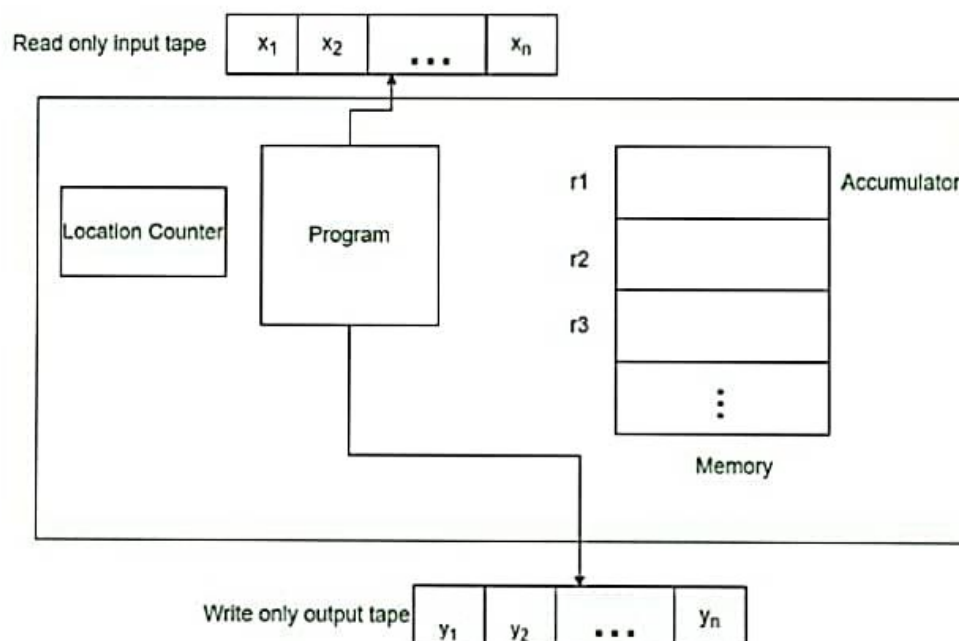 Read only input tape x1 x2 ... xn
r1 Accumulator
Location Counter Program
r2
r3
⋮
Memory
Write only output tape y1 y2 ... yn